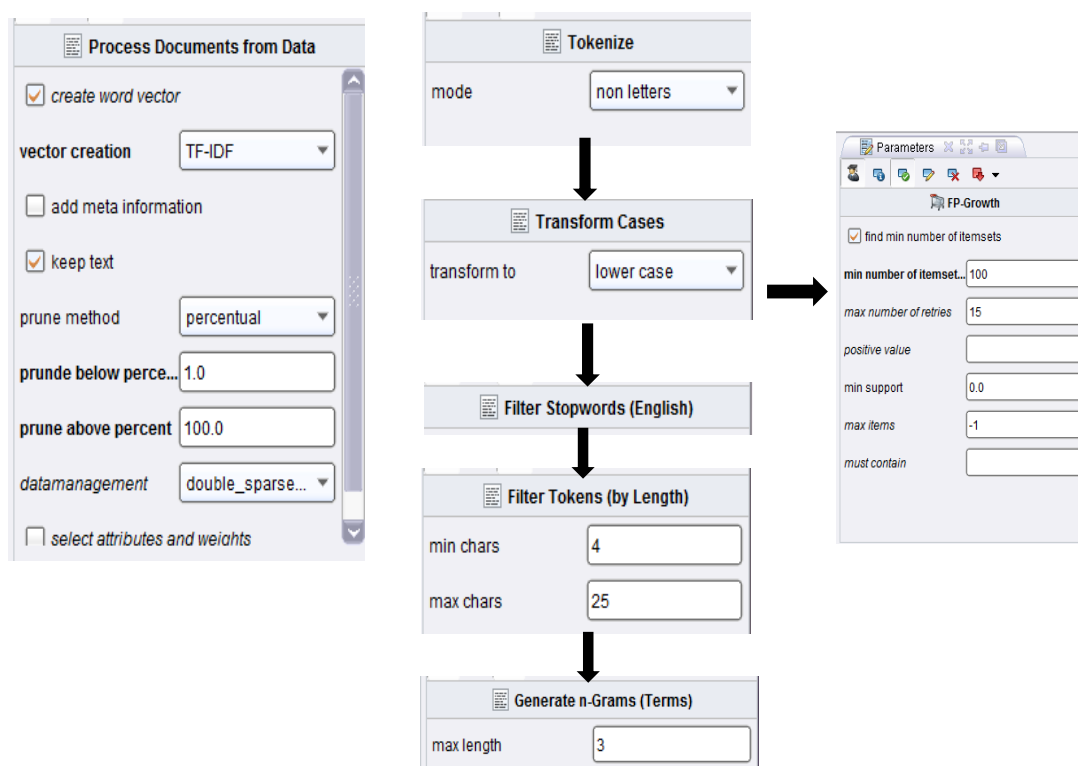 Process Documents from Data
create word vector
vector creation TF-IDF
add meta information
keep text
prune method percentual
prunde below perce... 1.0
prune above percent 100.0
datamanagement double_sparse...
select attributes and weights
Tokenize
mode non letters
Transform Cases
transform to lower case
Filter Stopwords (English)
Filter Tokens (by Length)
min chars 4
max chars 25
Generate n-Grams (Terms)
max length 3
Parameters
FP-Growth
find min number of itemsets
min number of itemset... 100
max number of retries 15
positive value
min support 0.0
max items -1
must contain